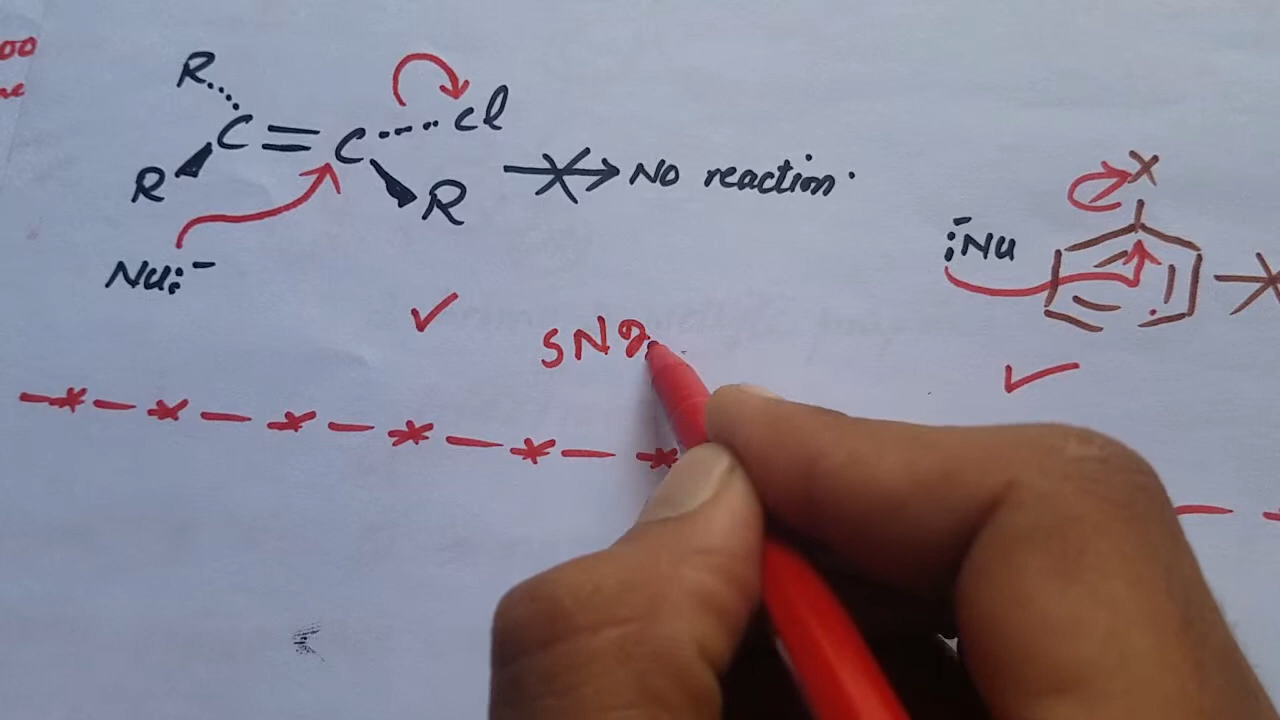 R
C = C Cl
R R
No reaction.
Nu:-
X
:-Nu
SN2